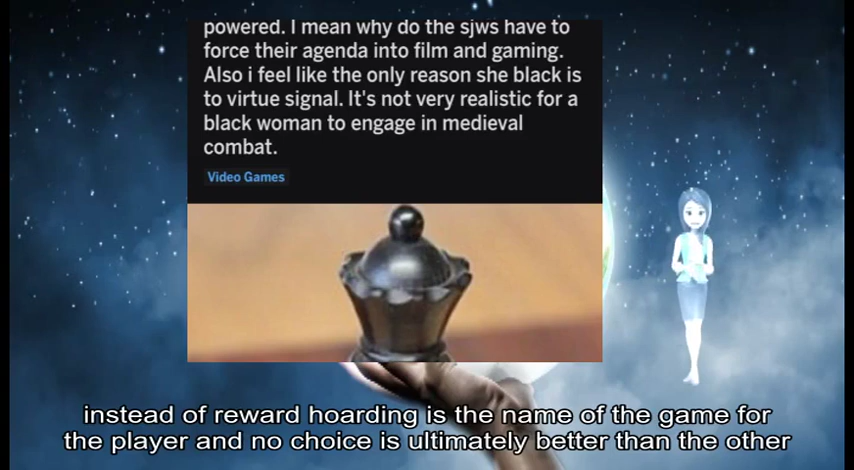 powered. I mean why do the sjws have to
force their agenda into film and gaming.
Also i feel like the only reason she black is
to virtue signal. It's not very realistic for a
black woman to engage in medieval
combat.
Video Games
instead of reward hoarding is the name of the game for
the player and no choice is ultimately better than the other